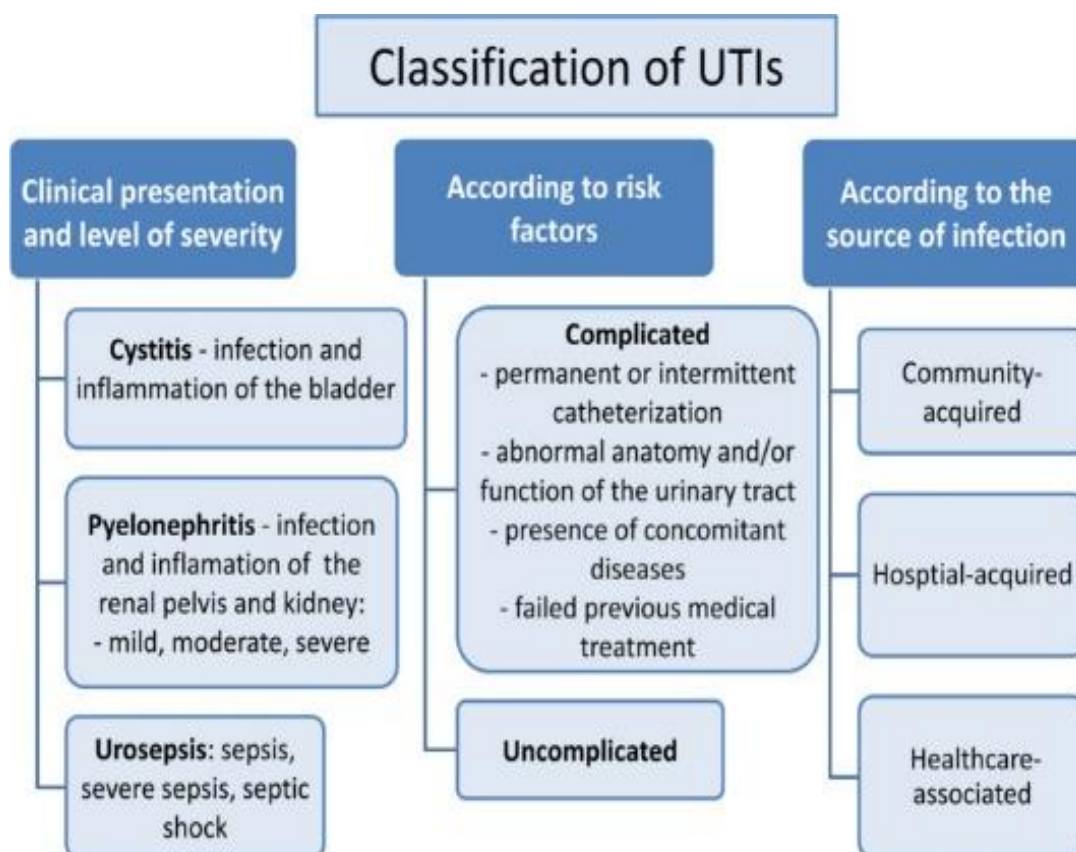 Classification of UTIs
Clinical presentation
and level of severity
Cystitis - infection and
inflammation of the bladder
Pyelonephritis - infection
and inflamation of the
renal pelvis and kidney:
- mild, moderate, severe
Urosepsis: sepsis,
severe sepsis, septic
shock
According to risk
factors
Complicated
- permanent or intermittent
catheterization
- abnormal anatomy and/or
function of the urinary tract
- presence of concomitant
diseases
- failed previous medical
treatment
Uncomplicated
According to the
source of infection
Community-
acquired
Hosptial-acquired
Healthcare-
associated